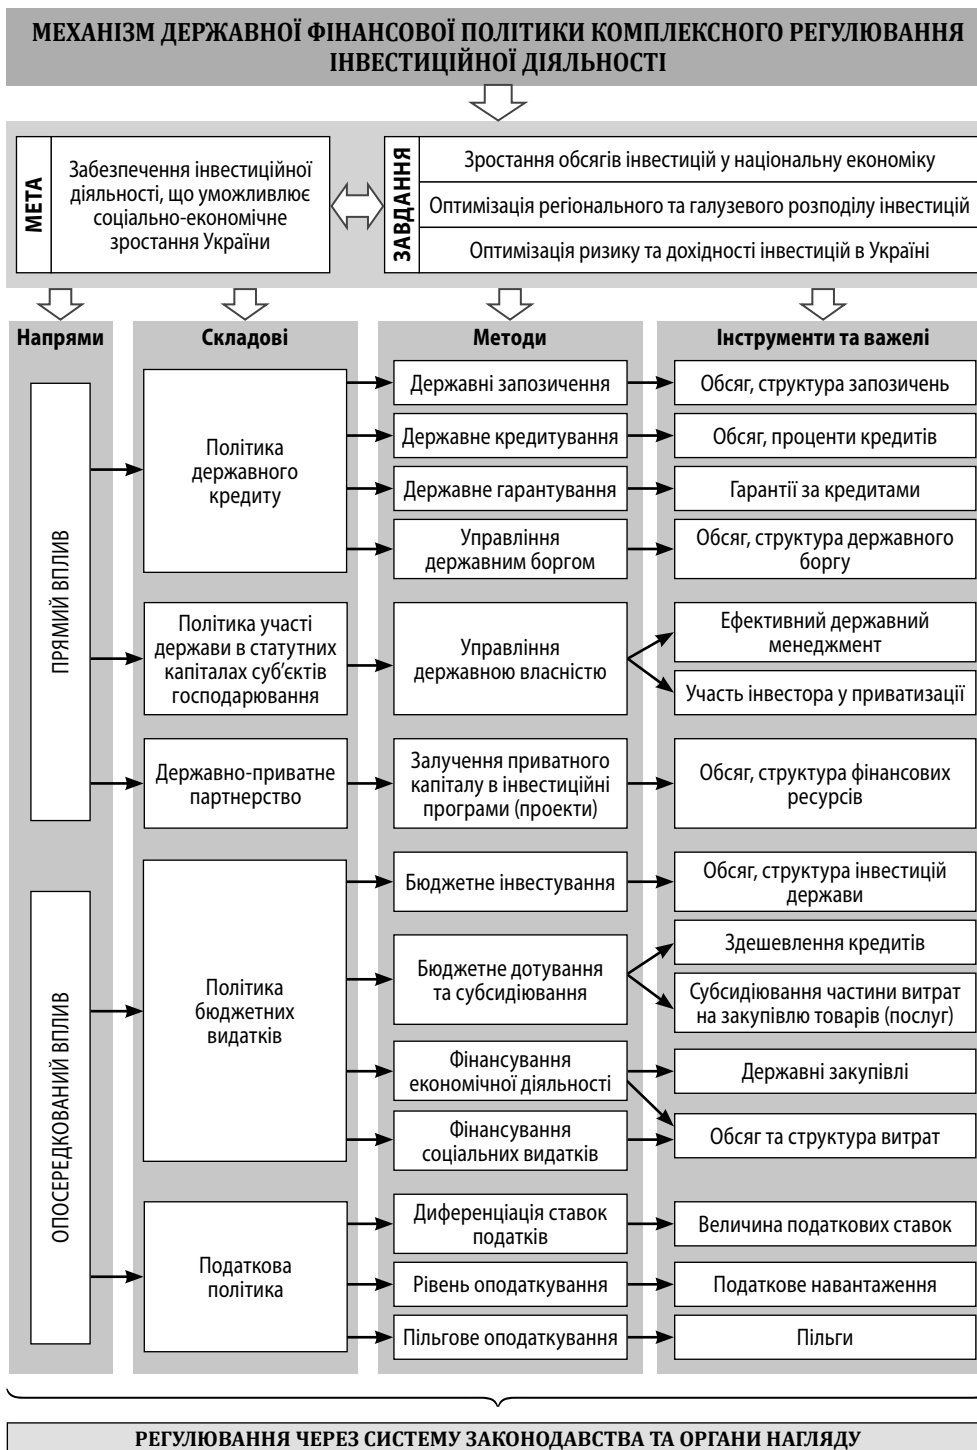 МЕХАНІЗМ ДЕРЖАВНОЇ ФІНАНСОВОЇ ПОЛІТИКИ КОМПЛЕКСНОГО РЕГУЛЮВАННЯ
ІНВЕСТИЦІЙНОЇ ДІЯЛЬНОСТІ
МЕТА
Забезпечення інвестиційної
діяльності, що уможливлює
соціально-економічне
зростання України
ЗАВДАННЯ
Зростання обсягів інвестицій у національну економіку
Оптимізація регіонального та галузевого розподілу інвестицій
Оптимізація ризику та дохідності інвестицій в Україні
Напрями
Складові
Методи
Інструменти та важелі
ПРЯМИЙ ВПЛИВ
Політика
державного
кредиту
Державні запозичення
Обсяг, структура запозичень
Державне кредитування
Обсяг, проценти кредитів
Державне гарантування
Гарантії за кредитами
Управління
державним боргом
Обсяг, структура державного
боргу
Політика участі
держави в статутних
капіталах суб’єктів
господарювання
Управління
державною власністю
Ефективний державний
менеджмент
Участь інвестора у приватизації
Державно-приватне
партнерство
Залучення приватного
капіталу в інвестиційні
програми (проекти)
Обсяг, структура фінансових
ресурсів
ОПОСЕРЕДКОВАНИЙ ВПЛИВ
Політика
бюджетних
видатків
Бюджетне інвестування
Обсяг, структура інвестицій
держави
Бюджетне дотування
та субсидіювання
Здешевлення кредитів
Субсидіювання частини витрат
на закупівлю товарів (послуг)
Фінансування
економічної діяльності
Державні закупівлі
Фінансування
соціальних видатків
Обсяг та структура витрат
Податкова
політика
Диференціація ставок
податків
Величина податкових ставок
Рівень оподаткування
Податкове навантаження
Пільгове оподаткування
Пільги
РЕГУЛЮВАННЯ ЧЕРЕЗ СИСТЕМУ ЗАКОНОДАВСТВА ТА ОРГАНИ НАГЛЯДУ